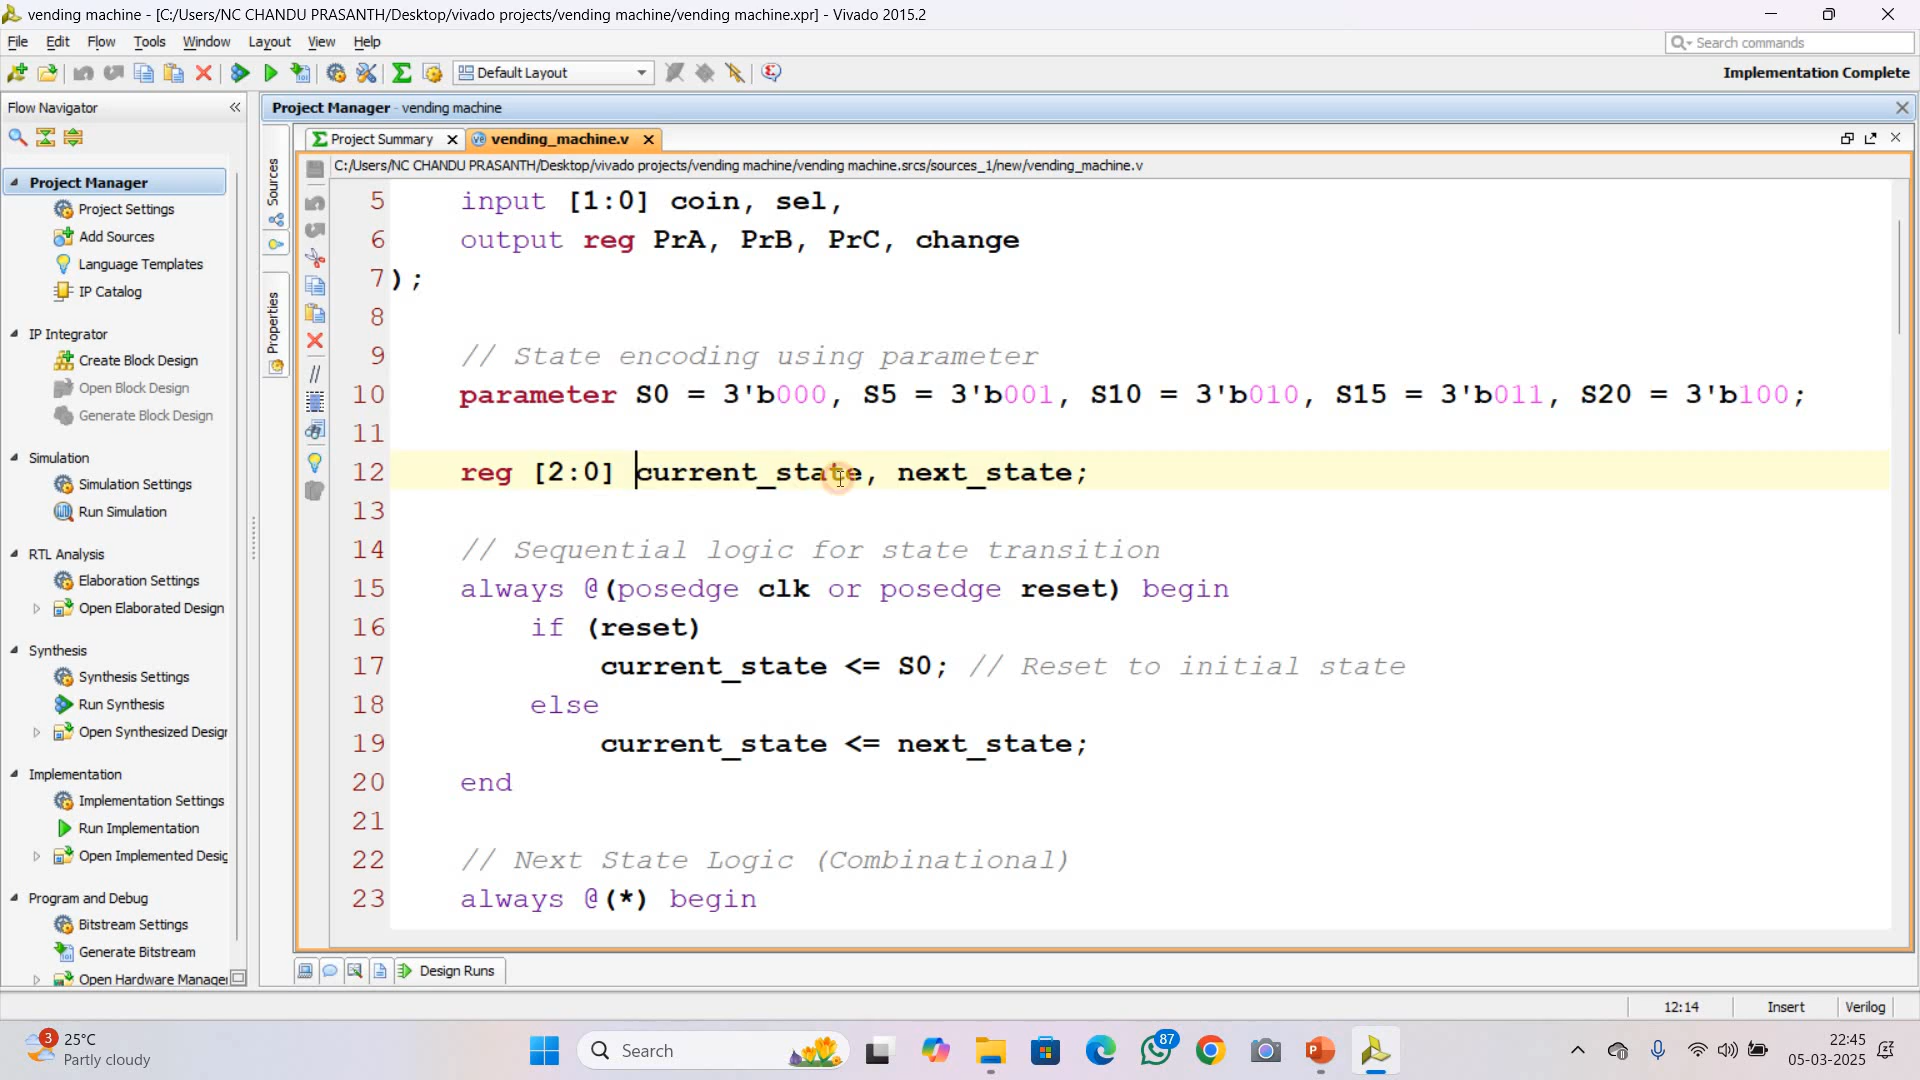 vending machine - [C:/Users/NC CHANDU PRASANTH/Desktop/vivado projects/vending machine/vending machine.xpr] - Vivado 2015.2
File Edit Flow Tools Window Layout View Help
Search commands
Default Layout
Implementation Complete
Flow Navigator
Project Manager - vending machine
Project Summary vending_machine.v
C:/Users/NC CHANDU PRASANTH/Desktop/vivado projects/vending machine/vending machine.srcs/sources_1/new/vending_machine.v
Project Manager
Project Settings
Add Sources
Language Templates
IP Catalog
IP Integrator
Create Block Design
Open Block Design
Generate Block Design
Simulation
Simulation Settings
Run Simulation
RTL Analysis
Elaboration Settings
Open Elaborated Design
Synthesis
Synthesis Settings
Run Synthesis
Open Synthesized Desigr
Implementation
Implementation Settings
Run Implementation
Open Implemented Desig
Program and Debug
Bitstream Settings
Generate Bitstream
Open Hardware Manager
Sources
Properties
5 input [1:0] coin, sel,
6 output reg PrA, PrB, PrC, change
7 );
8
9 // State encoding using parameter
10 parameter S0 = 3'b000, S5 = 3'b001, S10 = 3'b010, S15 = 3'b011, S20 = 3'b100;
11
12 reg [2:0] current_state, next_state;
13
14 // Sequential logic for state transition
15 always @(posedge clk or posedge reset) begin
16 if (reset)
17 current_state <= S0; // Reset to initial state
18 else
19 current_state <= next_state;
20 end
21
22 // Next State Logic (Combinational)
23 always @(*) begin
Design Runs
12:14 Insert Verilog
3
25°C
Partly cloudy
Search
87
22:45
05-03-2025